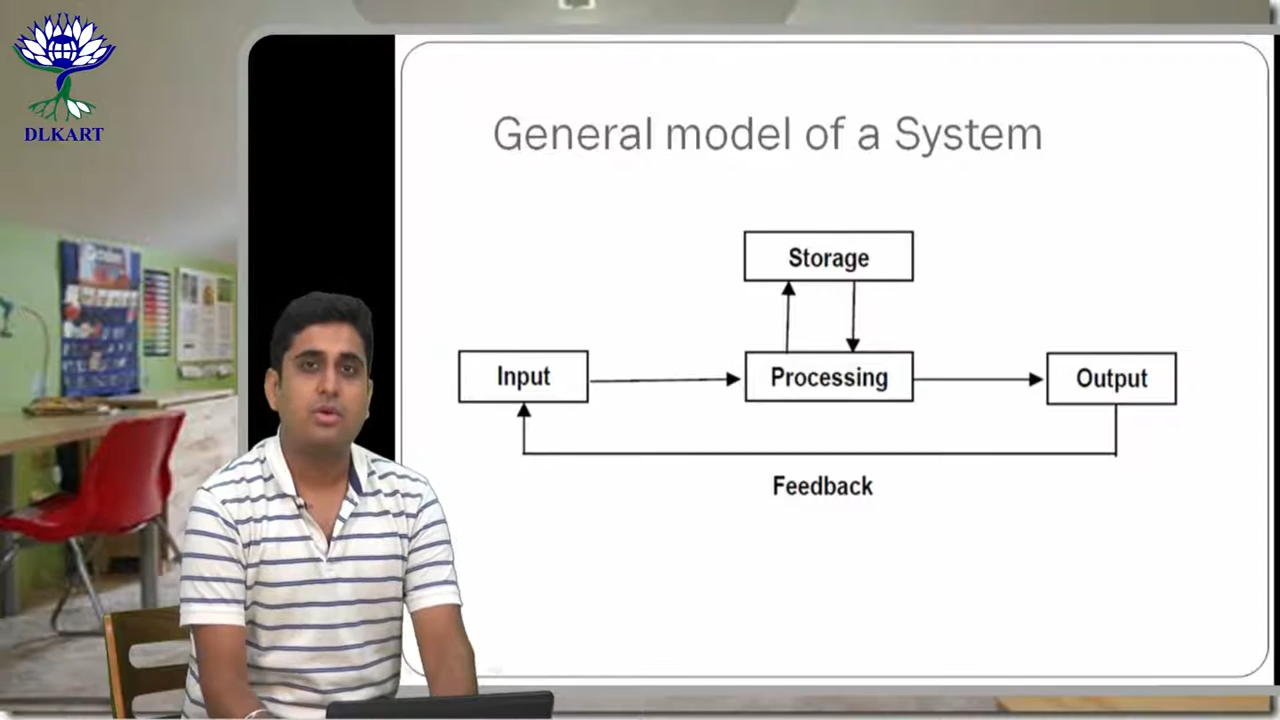 DLKART
General model of a System
Storage
Input
Processing
Output
Feedback